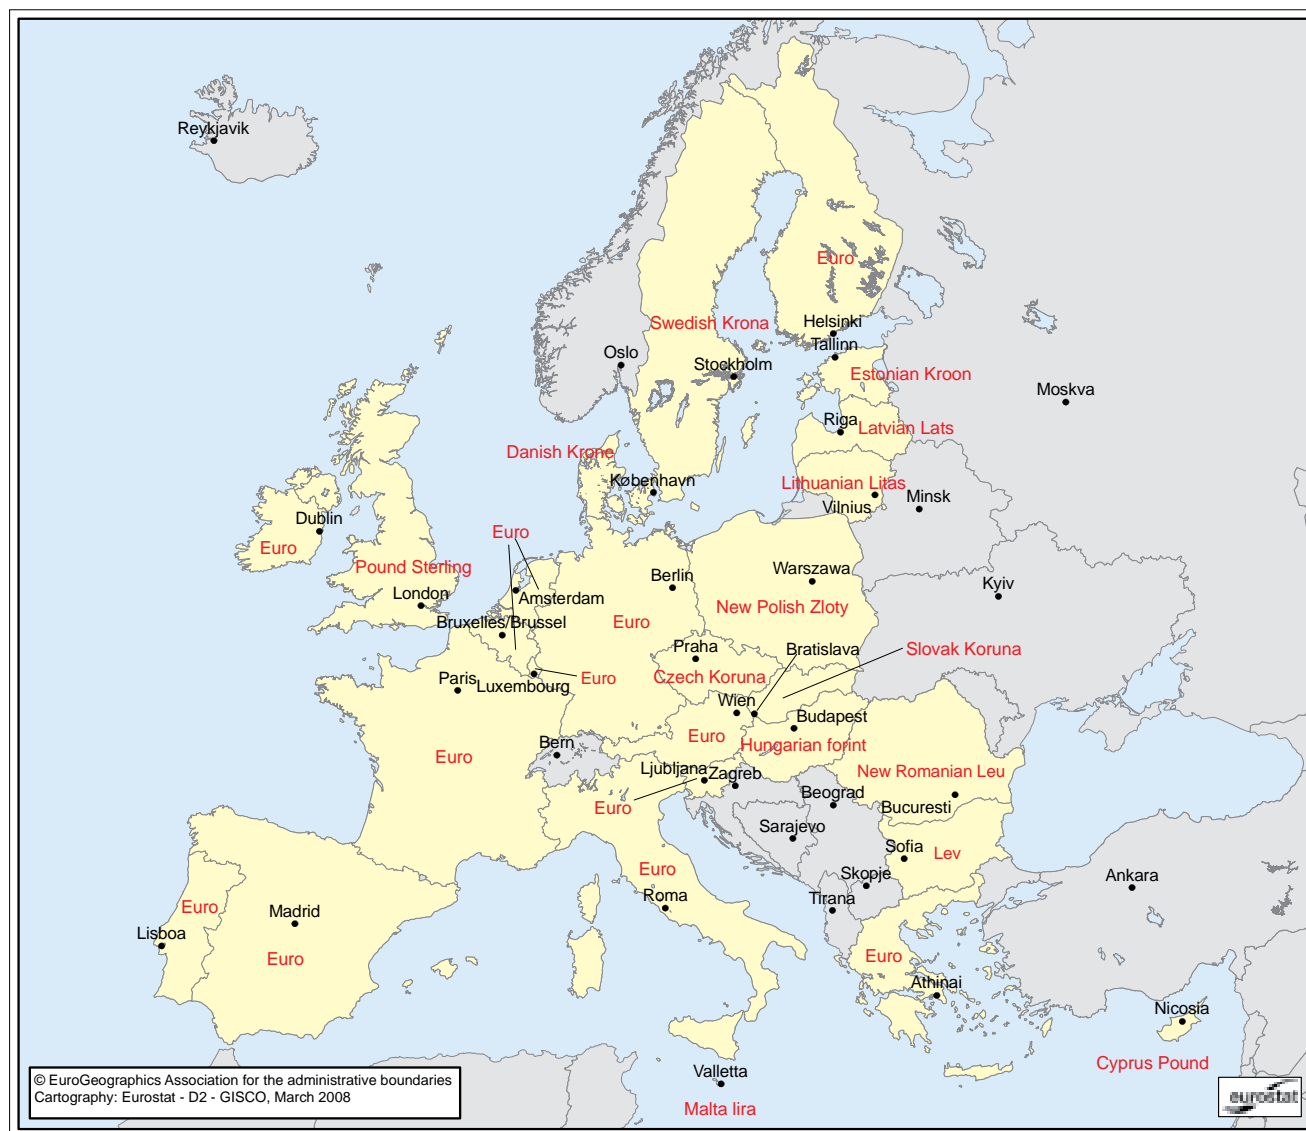 Reykjavik
Euro
Helsinki
Swedish Krona
Tallinn
Oslo
Stockholm
Estonian Kroon
Moskva
Riga
Latvian Lats
Danish Krone
København
Lithuanian Litas
Minsk
Vilnius
Dublin
Euro
Euro
Pound Sterling
Berlin
Warszawa
Kyiv
London
Amsterdam
New Polish Zloty
Bruxelles/Brussel
Euro
Praha
Bratislava
Slovak Koruna
Paris
Luxembourg
Euro
Czech Koruna
Wien
Budapest
Euro
Bern
Euro
Hungarian forint
Ljubljana
Zagreb
New Romanian Leu
Beograd
Euro
Bucuresti
Sarajevo
Sofia
Lev
Euro
Skopje
Ankara
Roma
Tirana
Euro
Madrid
Lisboa
Euro
Euro
Athinai
Nicosia
Cyprus Pound
Valletta
Malta lira
© EuroGeographics Association for the administrative boundaries
Cartography: Eurostat - D2 - GISCO, March 2008
eurostat